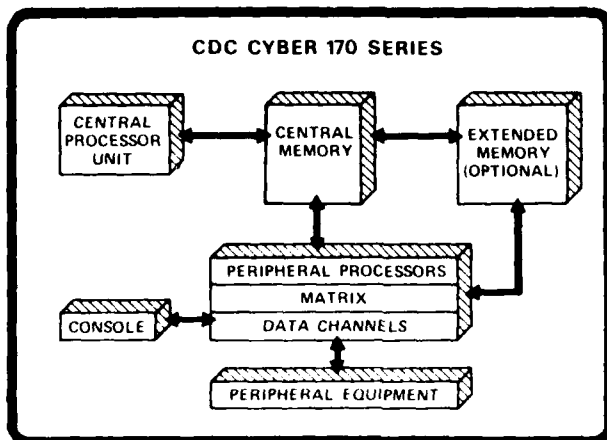 CDC CYBER 170 SERIES
CENTRAL
PROCESSOR
UNIT
CENTRAL
MEMORY
EXTENDED
MEMORY
(OPTIONAL)
PERIPHERAL PROCESSORS
MATRIX
DATA CHANNELS
CONSOLE
PERIPHERAL EQUIPMENT